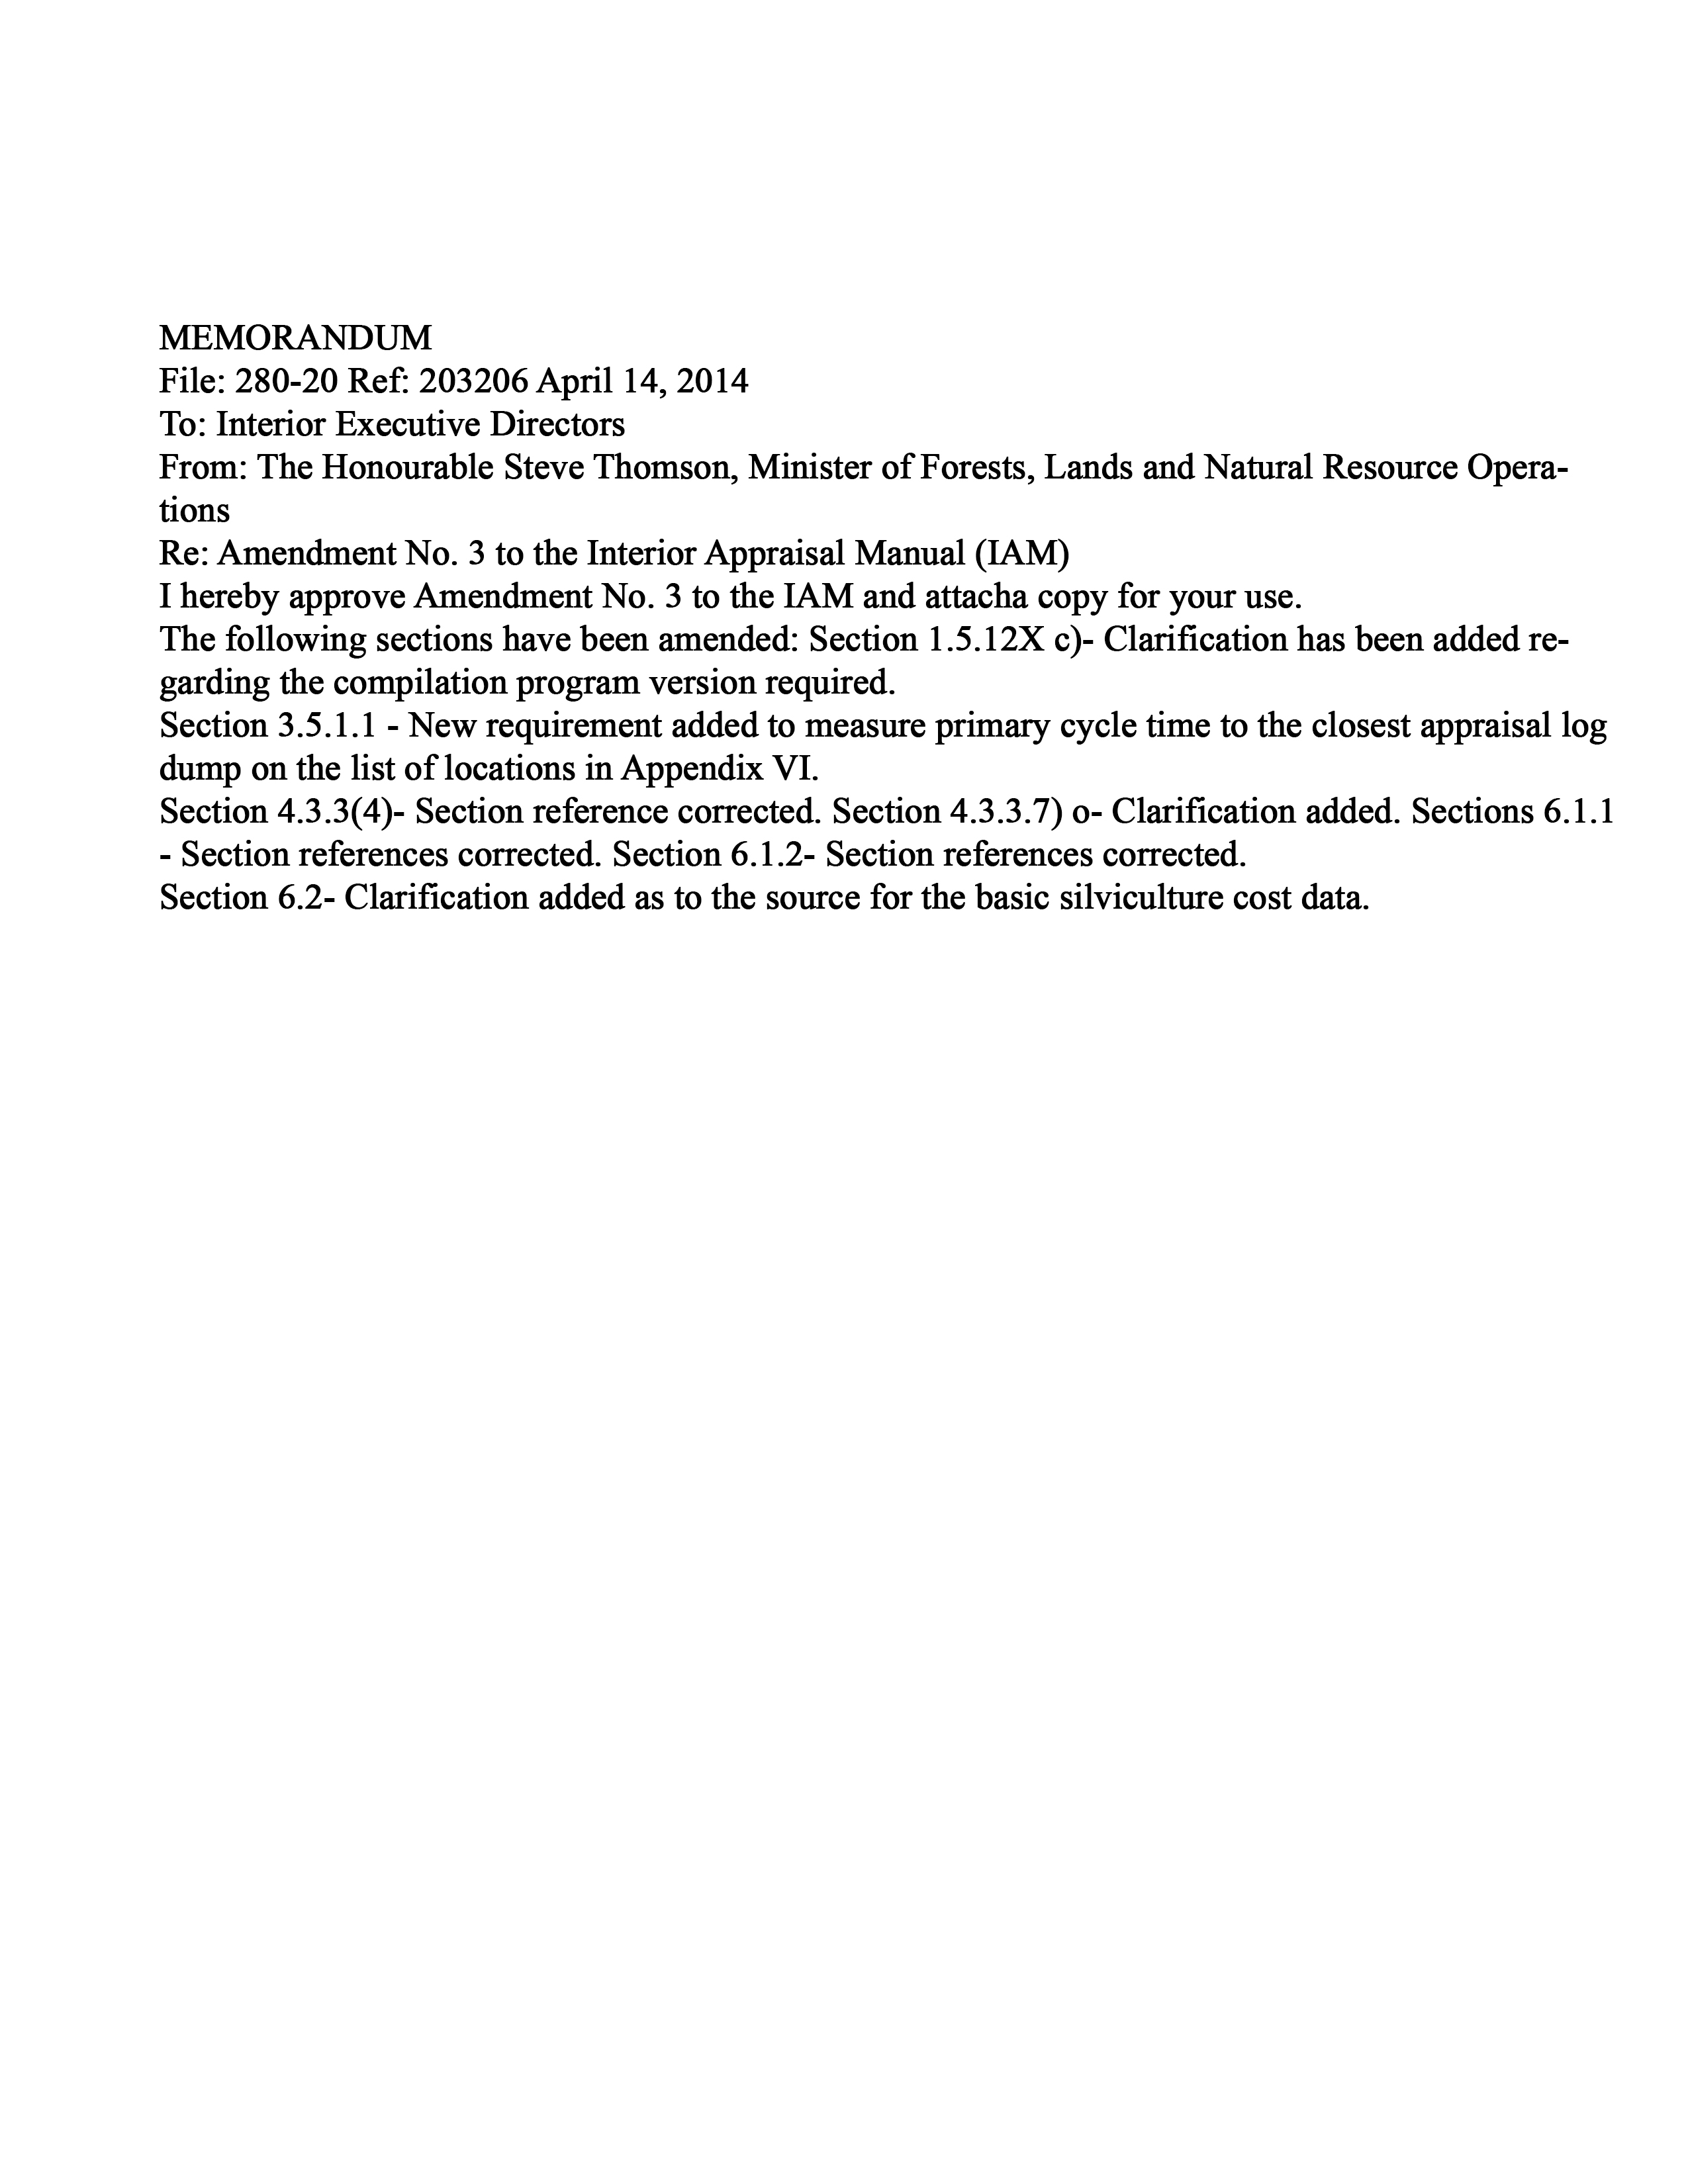 MEMORANDUM
File: 280-20 Ref: 203206 April 14, 2014
To: Interior Executive Directors
From: The Honourable Steve Thomson, Minister of Forests, Lands and Natural Resource Opera-
tions
Re: Amendment No. 3 to the Interior Appraisal Manual (IAM)
I hereby approve Amendment No. 3 to the IAM and attacha copy for your use.
The following sections have been amended: Section 1.5.12X c)- Clarification has been added re-
garding the compilation program version required.
Section 3.5.1.1 - New requirement added to measure primary cycle time to the closest appraisal log
dump on the list of locations in Appendix VI.
Section 4.3.3(4)- Section reference corrected. Section 4.3.3.7) o- Clarification added. Sections 6.1.1
- Section references corrected. Section 6.1.2- Section references corrected.
Section 6.2- Clarification added as to the source for the basic silviculture cost data.